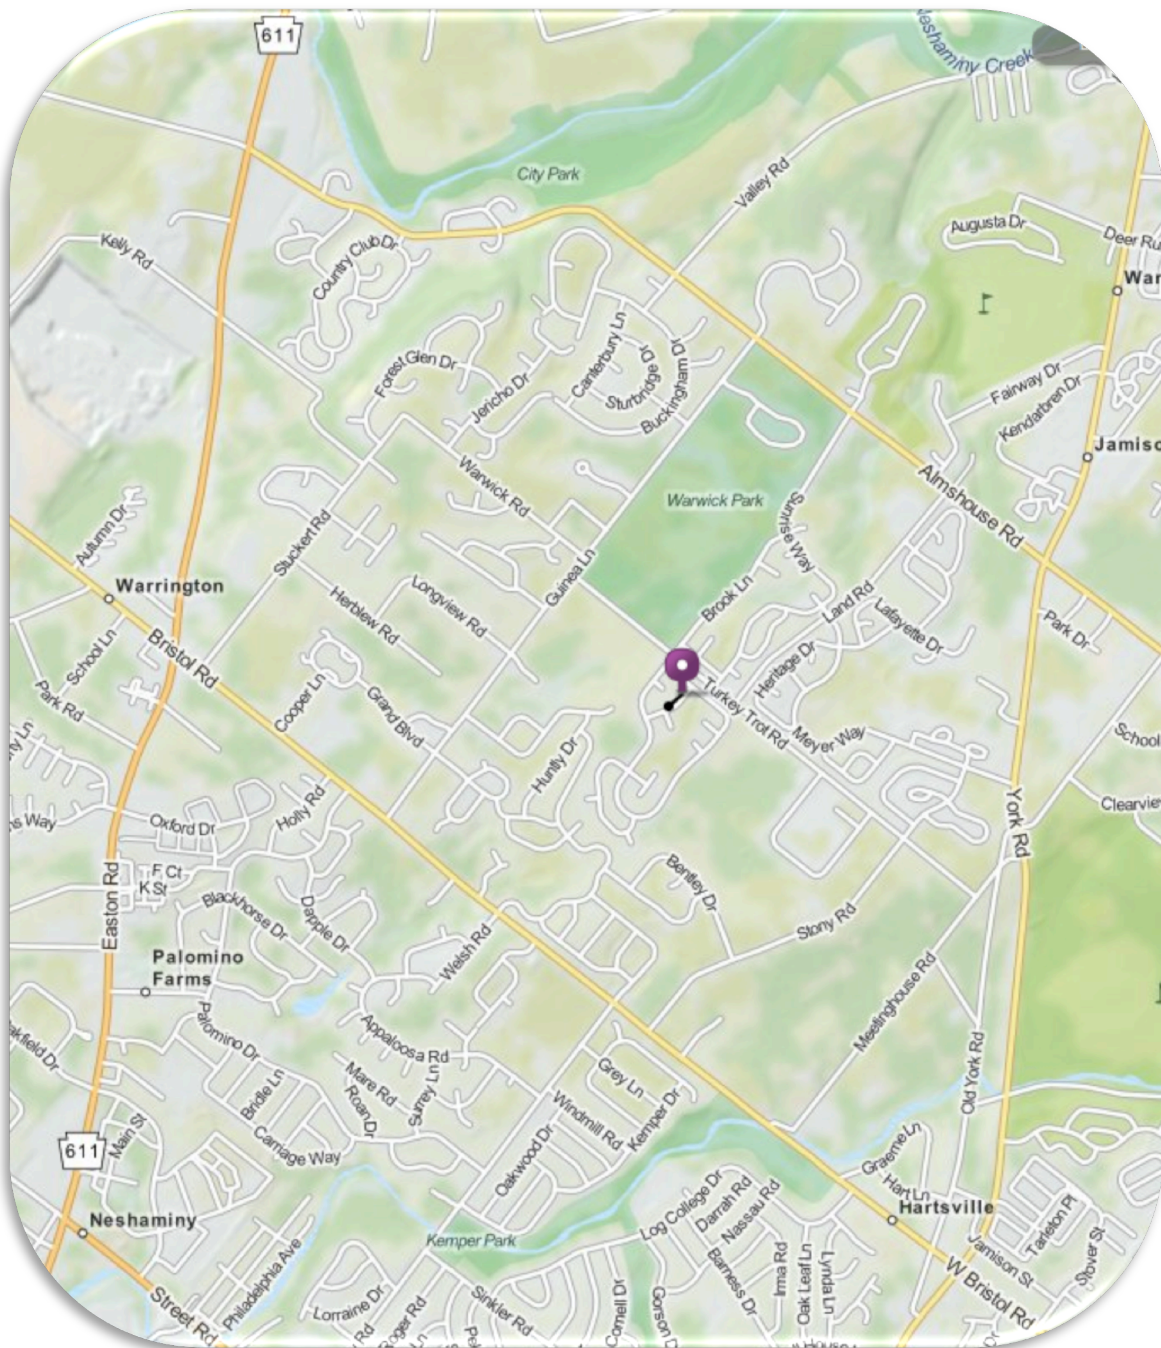 611
Neshaminy Creek
City Park
Valley Rd
Augusta Dr
Kelly Rd
Country Club Dr
Forest Glen Dr
Jericho Dr
Canterbury Ln
Sturbridge Dr
Buckingham Dr
Fairway Dr
Kendarbren Dr
Warwick Rd
Warwick Park
Almshouse Rd
Autumn Dr
Stuckert Rd
Sunrise Way
Warrington
Guinea Ln
Herblew Rd
Longview Rd
Brook Ln
Land Rd
Lafayette Dr
Park Dr
School Ln
Bristol Rd
Cooper Ln
Grand Blvd
Heritage Dr
Turkey Trot Rd
Meyer Way
Park Rd
Huntly Dr
School
Oxford Dr
Holly Rd
York Rd
F Ct
K St
Easton Rd
Blackhorse Dr
Dapple Dr
Bentley Dr
Stony Rd
Welsh Rd
Palomino
Farms
Meetinghouse Rd
Palomino Dr
Appaloosa Rd
Old York Rd
Mare Rd
Roan Dr
Surrey Ln
Grey Ln
Bridle Ln
Windmill Rd
Kemper Dr
611
Main St
Carriage Way
Oakwood Dr
Graeme Ln
Hart Ln
Hartsville
Log College Dr
Darrah Rd
Nassau Rd
Tarleton Pl
Neshaminy
Kemper Park
Philadelphia Ave
Barness Dr
Irma Rd
Oak Leaf Ln
Lynda Ln
Jamison St
Stover St
W Bristol Rd
Street Rd
Lorraine Dr
Roger Rd
Sinkler Rd
Cornell Dr
Rd